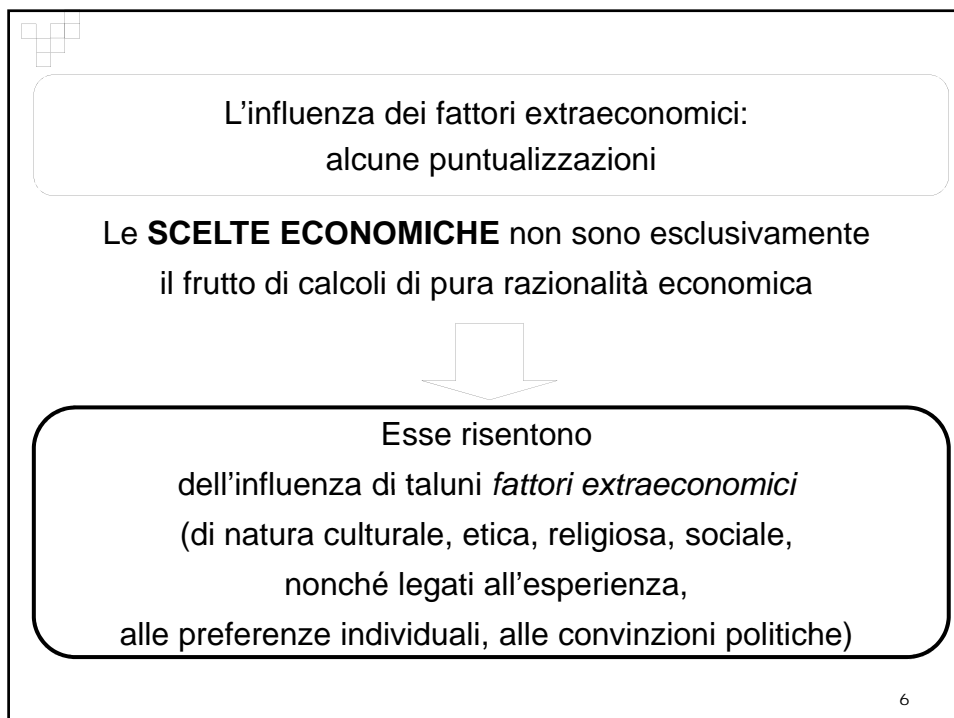 L’influenza dei fattori extraeconomici:
alcune puntualizzazioni
Le SCELTE ECONOMICHE non sono esclusivamente
il frutto di calcoli di pura razionalità economica
Esse risentono
dell’influenza di taluni fattori extraeconomici
(di natura culturale, etica, religiosa, sociale,
nonché legati all’esperienza,
alle preferenze individuali, alle convinzioni politiche)
6